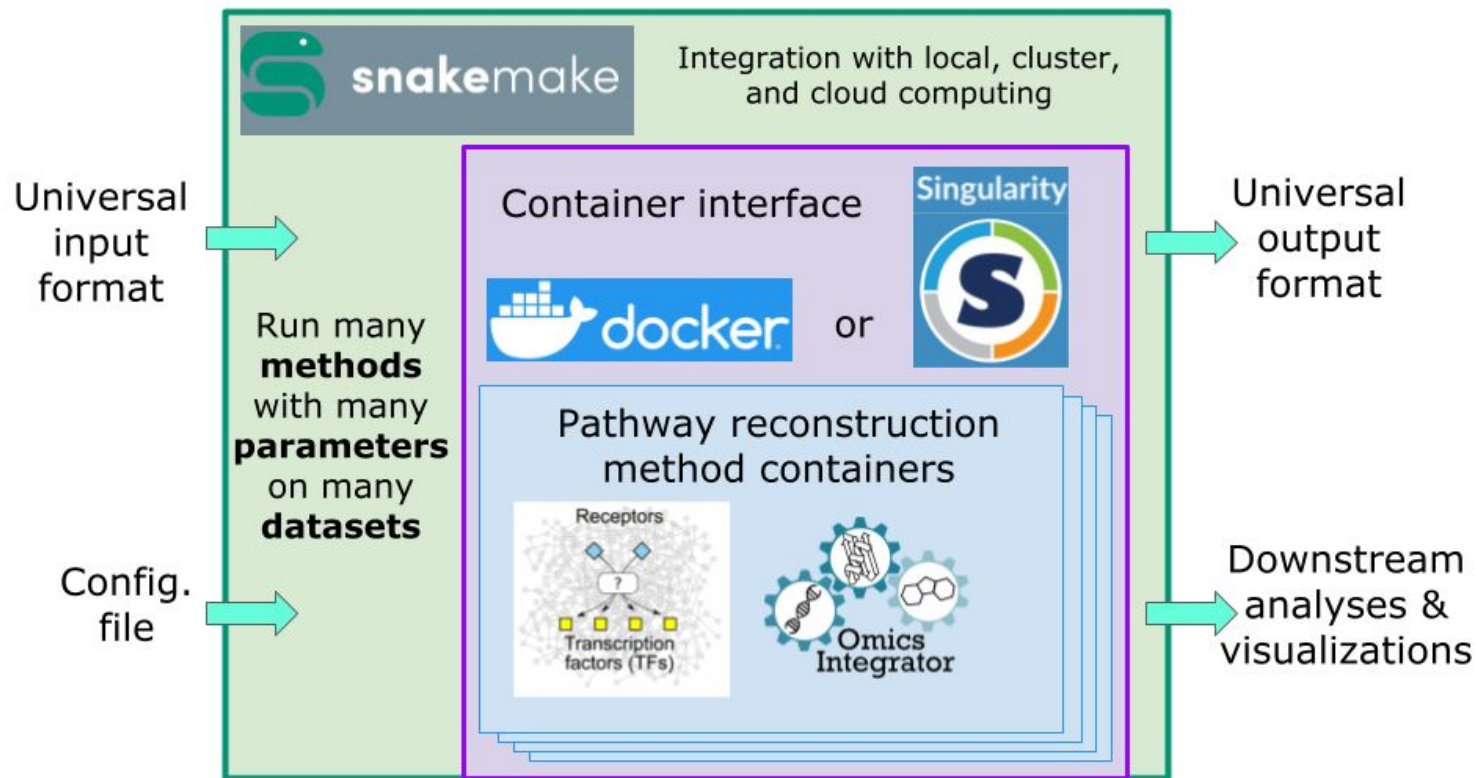 snakemake
Integration with local, cluster,
and cloud computing
Universal
input
format
Config.
file
Run many
methods
with many
parameters
on many
datasets
Container interface
docker
or
Singularity
S
Pathway reconstruction
method containers
Receptors
?
Transcription
factors (TFs)
Omics
Integrator
Universal
output
format
Downstream
analyses &
visualizations